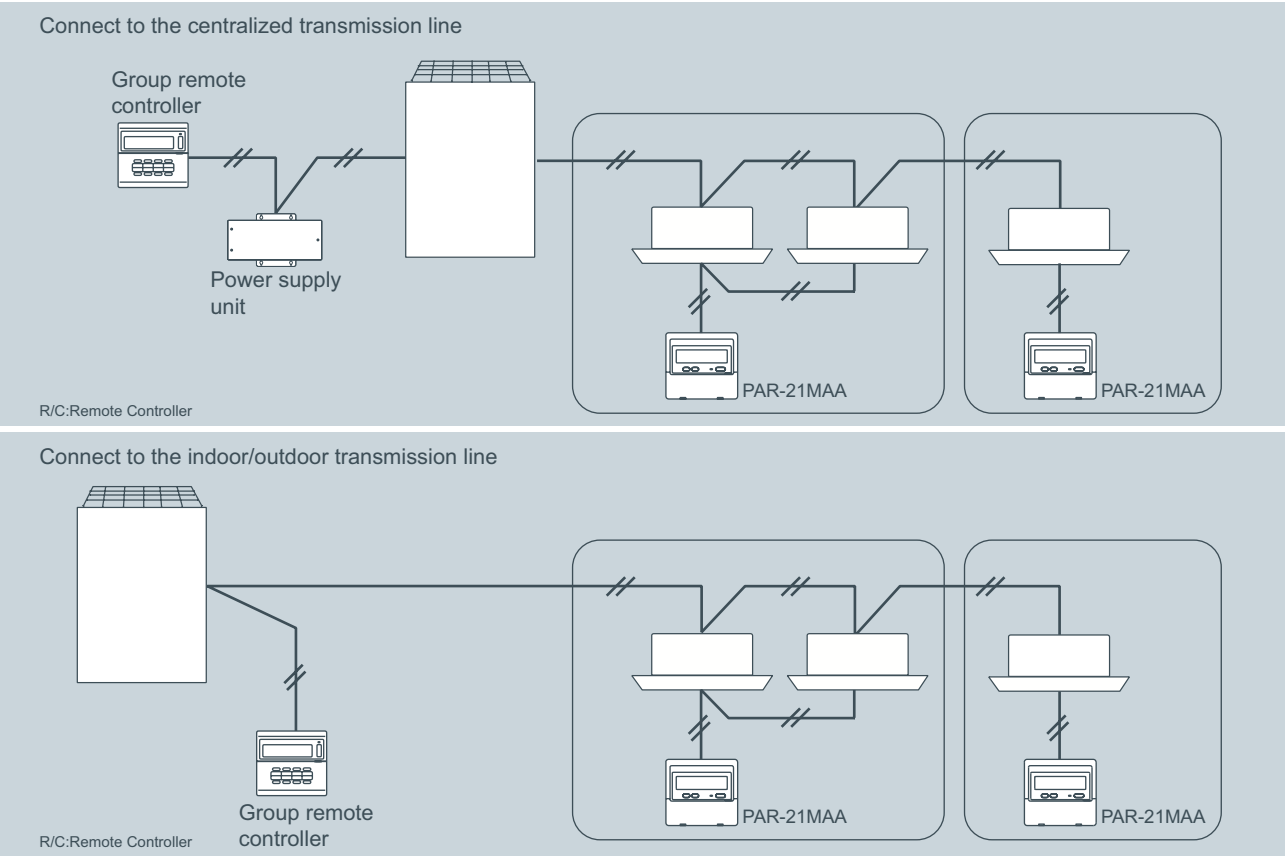 Connect to the centralized transmission line
Group remote
controller
Power supply
unit
PAR-21MAA
PAR-21MAA
R/C:Remote Controller
Connect to the indoor/outdoor transmission line
Group remote
controller
PAR-21MAA
PAR-21MAA
R/C:Remote Controller